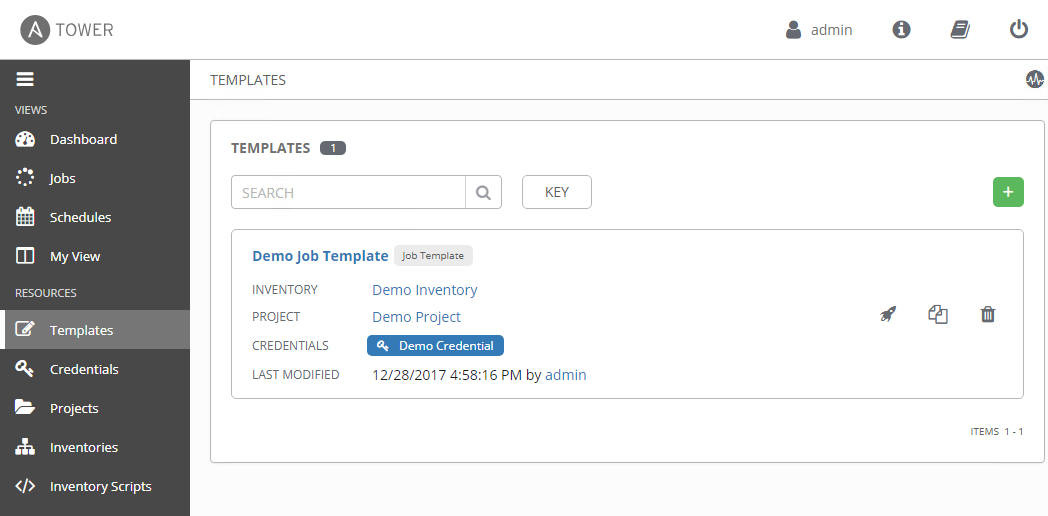 TOWER
admin
VIEWS
Dashboard
Jobs
Schedules
My View
RESOURCES
Templates
Credentials
Projects
Inventories
Inventory Scripts
TEMPLATES
TEMPLATES 1
SEARCH
KEY
+
Demo Job Template Job Template
INVENTORY Demo Inventory
PROJECT Demo Project
CREDENTIALS Demo Credential
LAST MODIFIED 12/28/2017 4:58:16 PM by admin
ITEMS 1 - 1